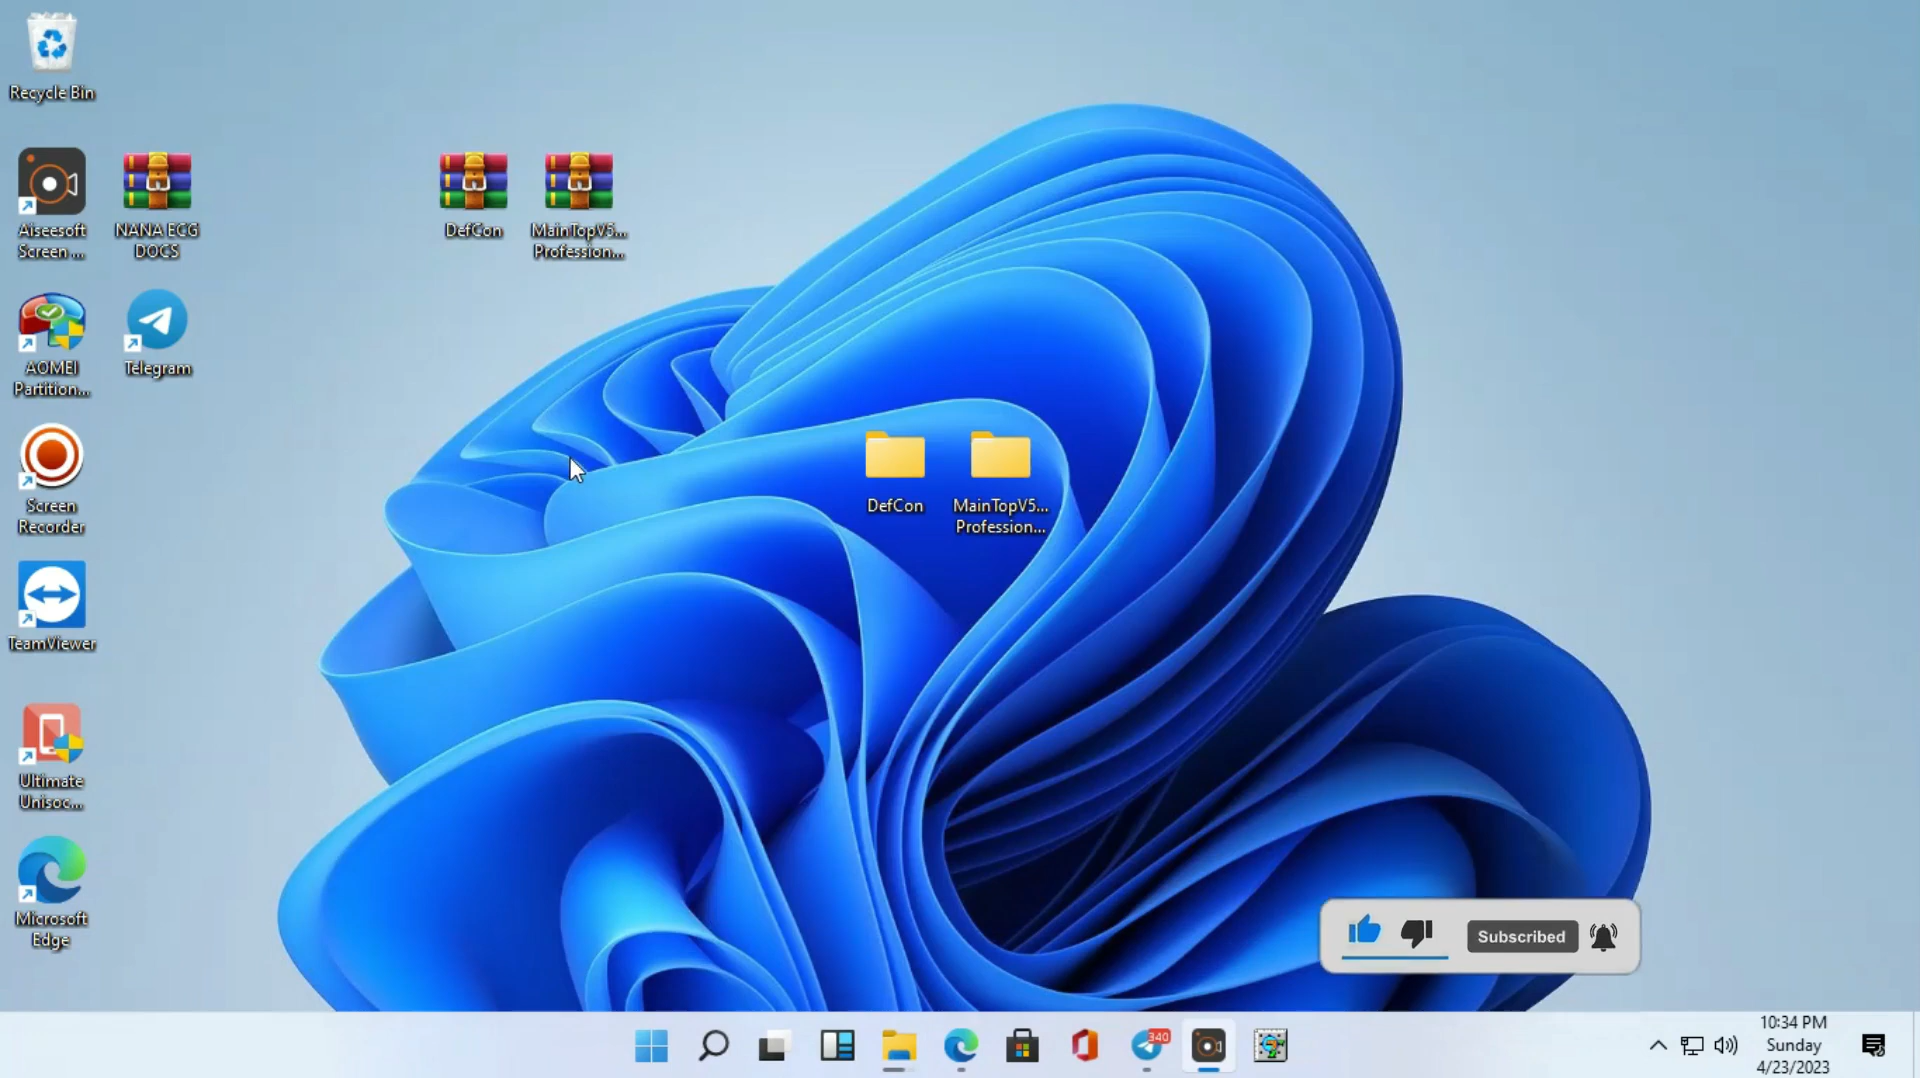 Recycle Bin
Aiseesoft
Screen ...
NANA ECG
DOCS
DefCon
MainTopV5...
Profession...
AOMEI
Partition...
Telegram
Screen
Recorder
DefCon
MainTopV5...
Profession...
TeamViewer
Ultimate
Unisoc...
Microsoft
Edge
Subscribed
340
10:34 PM
Sunday
4/23/2023